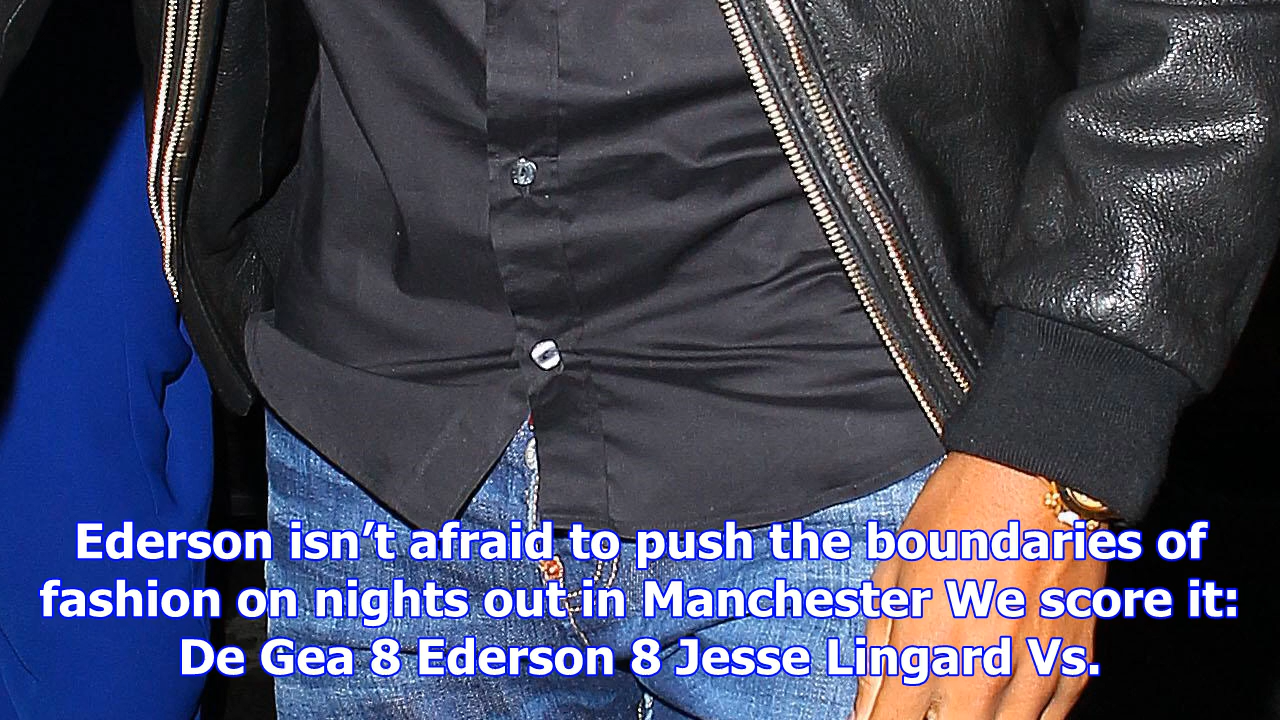 Ederson isn’t afraid to push the boundaries of
fashion on nights out in Manchester We score it:
De Gea 8 Ederson 8 Jesse Lingard Vs.